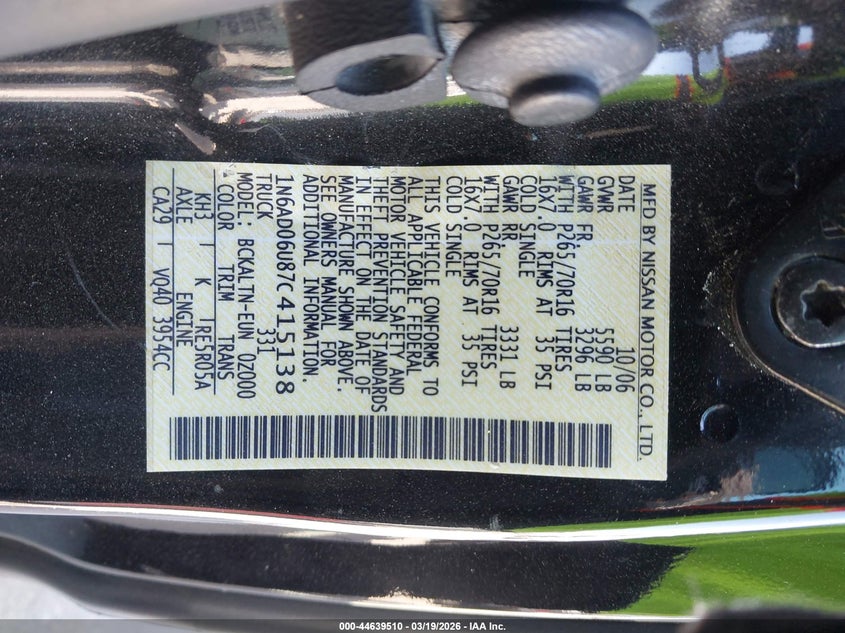 MFD BY NISSAN MOTOR CO., LTD.
DATE 10/06
GVWR 5590 LB
GAWR FR 3296 LB
WITH P265/70R16 TIRES
16X7.0 RIMS AT 35 PSI
COLD SINGLE
GAWR RR 3331 LB
WITH P265/70R16 TIRES
16X7.0 RIMS AT 35 PSI
COLD SINGLE
THIS VEHICLE CONFORMS TO
ALL APPLICABLE FEDERAL
MOTOR VEHICLE SAFETY AND
THEFT PREVENTION STANDARDS
IN EFFECT ON THE DATE OF
MANUFACTURE SHOWN ABOVE.
SEE OWNERS MANUAL FOR
ADDITIONAL INFORMATION.
1N6AD06U87C415138
TRUCK 331
MODEL: BCKALTN-EUN 0Z000
COLOR TRIM TRANS
KH3 K TRE5R05A
AXLE ENGINE
CA29 VQ40 3954CC
000-44639510 - 03/19/2026 - IAA Inc.